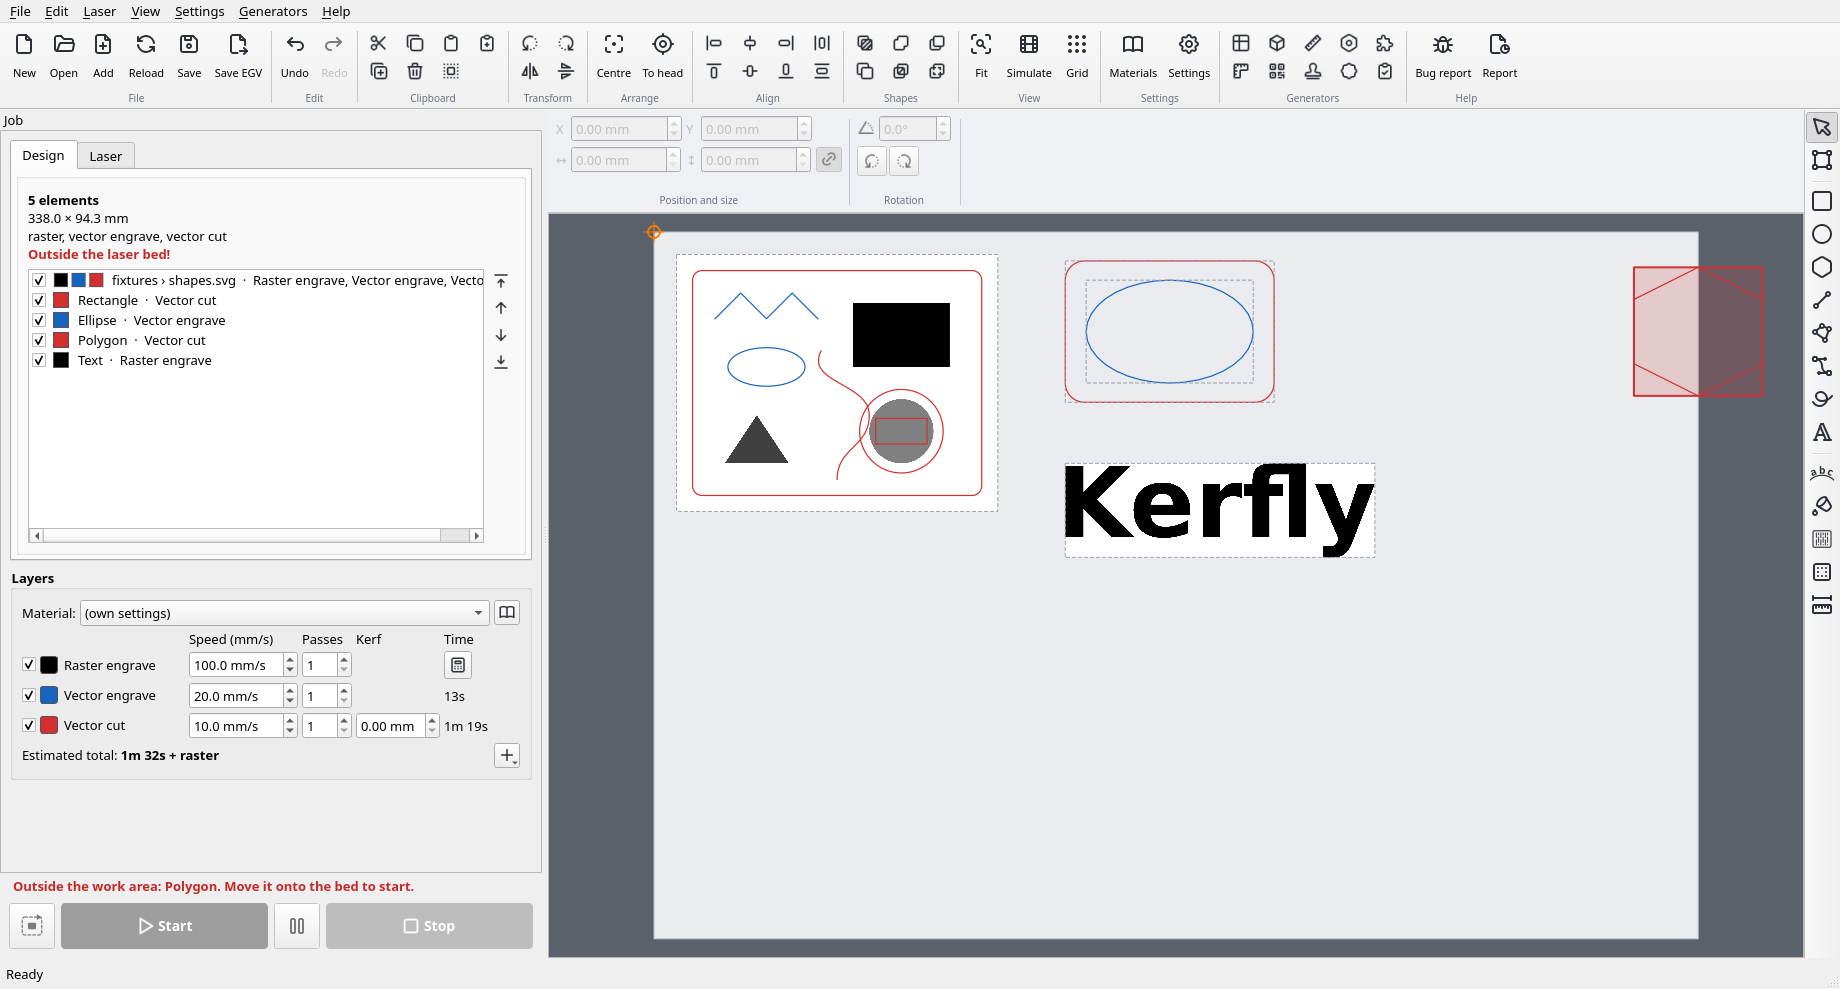 File Edit Laser View Settings Generators Help
New Open Add Reload Save Save EGV Undo Redo Centre To head Fit Simulate Grid Materials Settings Bug report Report
File Edit Clipboard Transform Arrange Align Shapes View Settings Generators Help
Job
Design Laser
5 elements
338.0 × 94.3 mm
raster, vector engrave, vector cut
Outside the laser bed!
fixtures › shapes.svg · Raster engrave, Vector engrave, Vecto
Rectangle · Vector cut
Ellipse · Vector engrave
Polygon · Vector cut
Text · Raster engrave
Layers
Material: (own settings)
Speed (mm/s) Passes Kerf Time
Raster engrave 100.0 mm/s 1
Vector engrave 20.0 mm/s 1 13s
Vector cut 10.0 mm/s 1 0.00 mm 1m 19s
Estimated total: 1m 32s + raster
Outside the work area: Polygon. Move it onto the bed to start.
Start Stop
Ready
X 0.00 mm Y 0.00 mm 0.0°
0.00 mm 0.00 mm
Position and size Rotation
Kerfly
A
abc